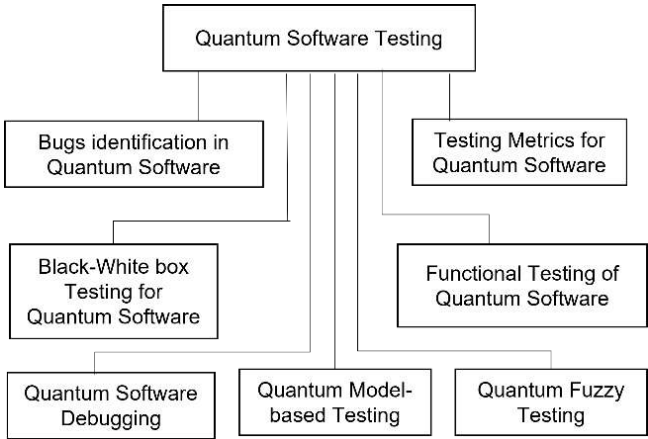 Quantum Software Testing
Bugs identification in
Quantum Software
Testing Metrics for
Quantum Software
Black-White box
Testing for
Quantum Software
Functional Testing of
Quantum Software
Quantum Software
Debugging
Quantum Model-
based Testing
Quantum Fuzzy
Testing